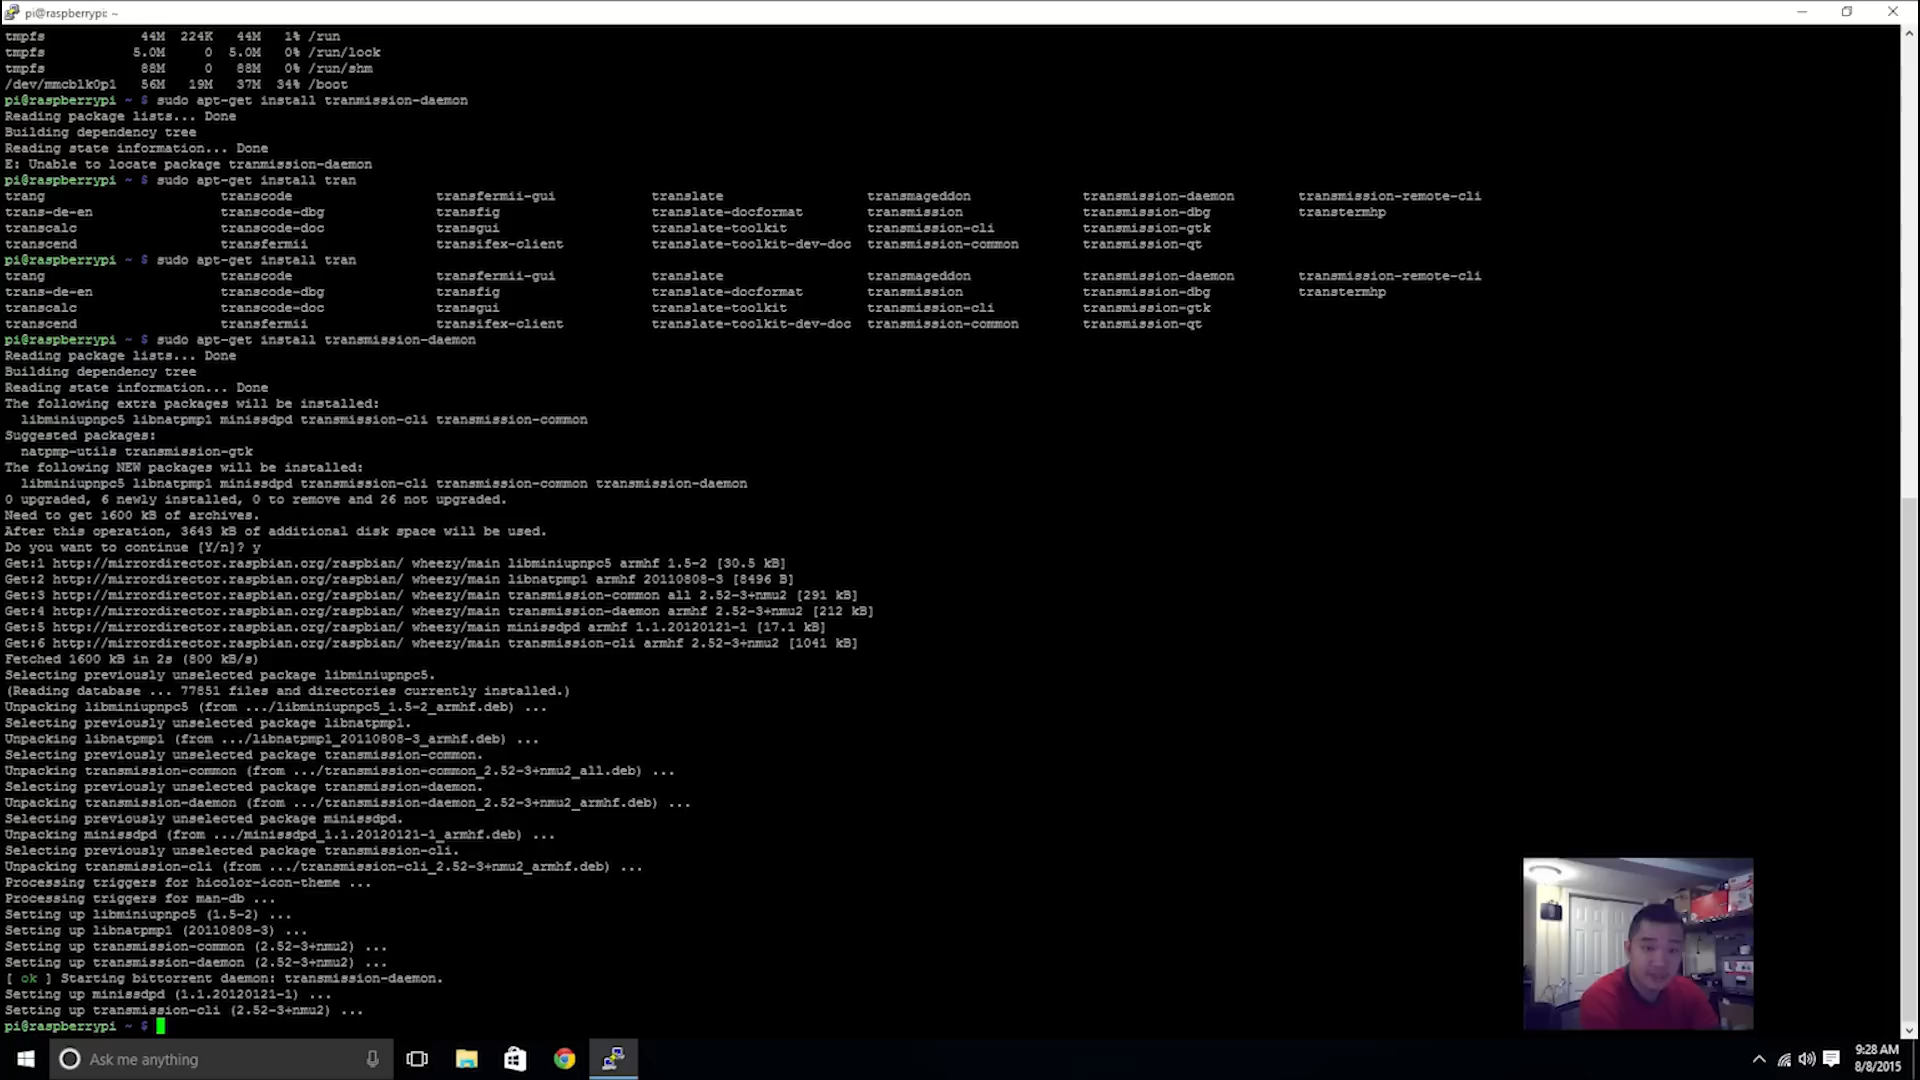 pi@raspberrypi: ~
tmpfs 44M 224K 44M 1% /run
tmpfs 5.0M 0 5.0M 0% /run/lock
tmpfs 88M 0 88M 0% /run/shm
/dev/mmcblk0p1 56M 19M 37M 34% /boot
pi@raspberrypi ~ $ sudo apt-get install tranmission-daemon
Reading package lists... Done
Building dependency tree
Reading state information... Done
E: Unable to locate package tranmission-daemon
pi@raspberrypi ~ $ sudo apt-get install tran
trang transcode transfermii-gui translate transmageddon transmission-daemon transmission-remote-cli
trans-de-en transcode-dbg transfig translate-docformat transmission transmission-dbg transtermhp
transcalc transcode-doc transgui translate-toolkit transmission-cli transmission-gtk
transcend transfermii transifex-client translate-toolkit-dev-doc transmission-common transmission-qt
pi@raspberrypi ~ $ sudo apt-get install tran
trang transcode transfermii-gui translate transmageddon transmission-daemon transmission-remote-cli
trans-de-en transcode-dbg transfig translate-docformat transmission transmission-dbg transtermhp
transcalc transcode-doc transgui translate-toolkit transmission-cli transmission-gtk
transcend transfermii transifex-client translate-toolkit-dev-doc transmission-common transmission-qt
pi@raspberrypi ~ $ sudo apt-get install transmission-daemon
Reading package lists... Done
Building dependency tree
Reading state information... Done
The following extra packages will be installed:
libminiupnpc5 libnatpmp1 minissdpd transmission-cli transmission-common
Suggested packages:
natpmp-utils transmission-gtk
The following NEW packages will be installed:
libminiupnpc5 libnatpmp1 minissdpd transmission-cli transmission-common transmission-daemon
0 upgraded, 6 newly installed, 0 to remove and 26 not upgraded.
Need to get 1600 kB of archives.
After this operation, 3643 kB of additional disk space will be used.
Do you want to continue [Y/n]? y
Get:1 http://mirrordirector.raspbian.org/raspbian/ wheezy/main libminiupnpc5 armhf 1.5-2 [30.5 kB]
Get:2 http://mirrordirector.raspbian.org/raspbian/ wheezy/main libnatpmp1 armhf 20110808-3 [8496 B]
Get:3 http://mirrordirector.raspbian.org/raspbian/ wheezy/main transmission-common all 2.52-3+nmu2 [291 kB]
Get:4 http://mirrordirector.raspbian.org/raspbian/ wheezy/main transmission-daemon armhf 2.52-3+nmu2 [212 kB]
Get:5 http://mirrordirector.raspbian.org/raspbian/ wheezy/main minissdpd armhf 1.1.20120121-1 [17.1 kB]
Get:6 http://mirrordirector.raspbian.org/raspbian/ wheezy/main transmission-cli armhf 2.52-3+nmu2 [1041 kB]
Fetched 1600 kB in 2s (800 kB/s)
Selecting previously unselected package libminiupnpc5.
(Reading database ... 77851 files and directories currently installed.)
Unpacking libminiupnpc5 (from .../libminiupnpc5_1.5-2_armhf.deb) ...
Selecting previously unselected package libnatpmp1.
Unpacking libnatpmp1 (from .../libnatpmp1_20110808-3_armhf.deb) ...
Selecting previously unselected package transmission-common.
Unpacking transmission-common (from .../transmission-common_2.52-3+nmu2_all.deb) ...
Selecting previously unselected package transmission-daemon.
Unpacking transmission-daemon (from .../transmission-daemon_2.52-3+nmu2_armhf.deb) ...
Selecting previously unselected package minissdpd.
Unpacking minissdpd (from .../minissdpd_1.1.20120121-1_armhf.deb) ...
Selecting previously unselected package transmission-cli.
Unpacking transmission-cli (from .../transmission-cli_2.52-3+nmu2_armhf.deb) ...
Processing triggers for hicolor-icon-theme ...
Processing triggers for man-db ...
Setting up libminiupnpc5 (1.5-2) ...
Setting up libnatpmp1 (20110808-3) ...
Setting up transmission-common (2.52-3+nmu2) ...
Setting up transmission-daemon (2.52-3+nmu2) ...
[ ok ] Starting bittorrent daemon: transmission-daemon.
Setting up minissdpd (1.1.20120121-1) ...
Setting up transmission-cli (2.52-3+nmu2) ...
pi@raspberrypi ~ $
Ask me anything
9:28 AM
8/8/2015